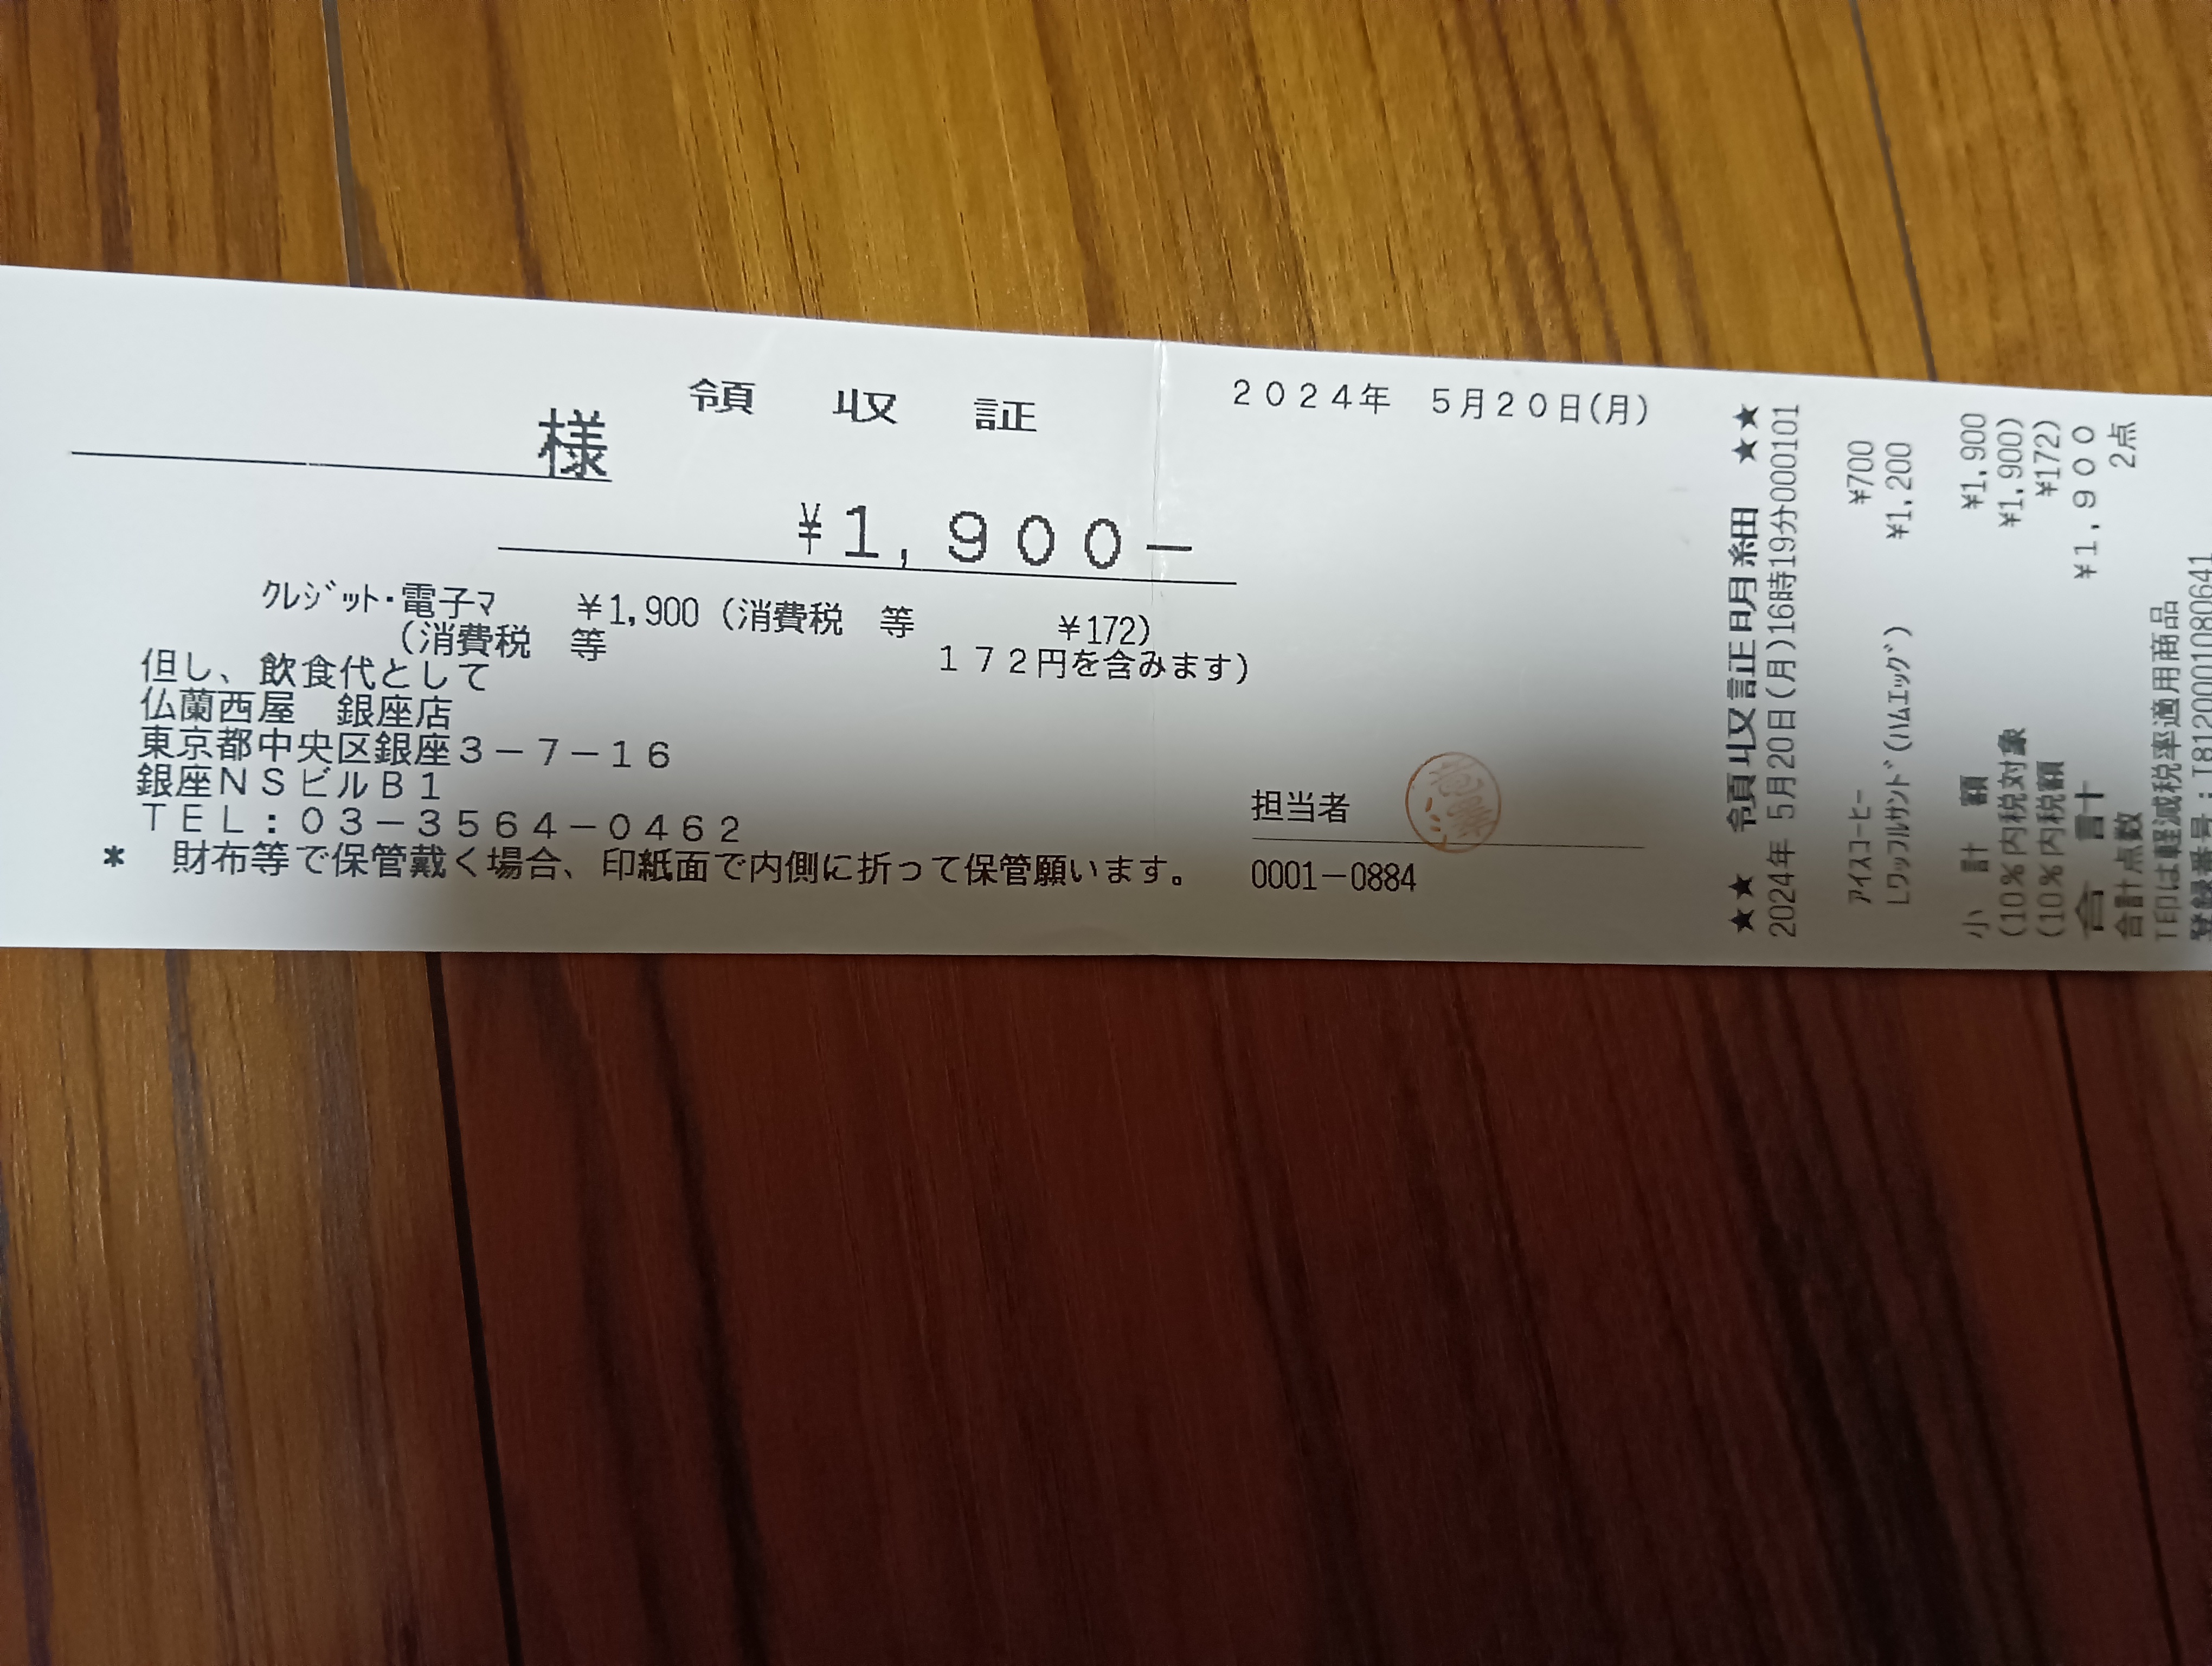 領収証
2024年 5月20日(月)
様
¥1,900-
クレジット・電子マ ¥1,900 (消費税 等 ¥172)
(消費税 等 172円を含みます)
但し、飲食代として
仏蘭西屋 銀座店
東京都中央区銀座3-7-16
銀座NSビルB1
TEL:03-3564-0462
担当者
* 財布等で保管戴く場合、印紙面で内側に折って保管願います。
0001-0884
★★ 領収証明細 ★★
2024年 5月20日(月)16時19分000101
アイスコーヒー ¥700
Lワッフルサンド(ハムエッグ) ¥1,200
小 計 額 ¥1,900
(10%内税対象 ¥1,900)
(10%内税額 ¥172)
合 計 ¥1,900
合計点数 2点
T印は軽減税率適用商品
登録番号:T8120001080641